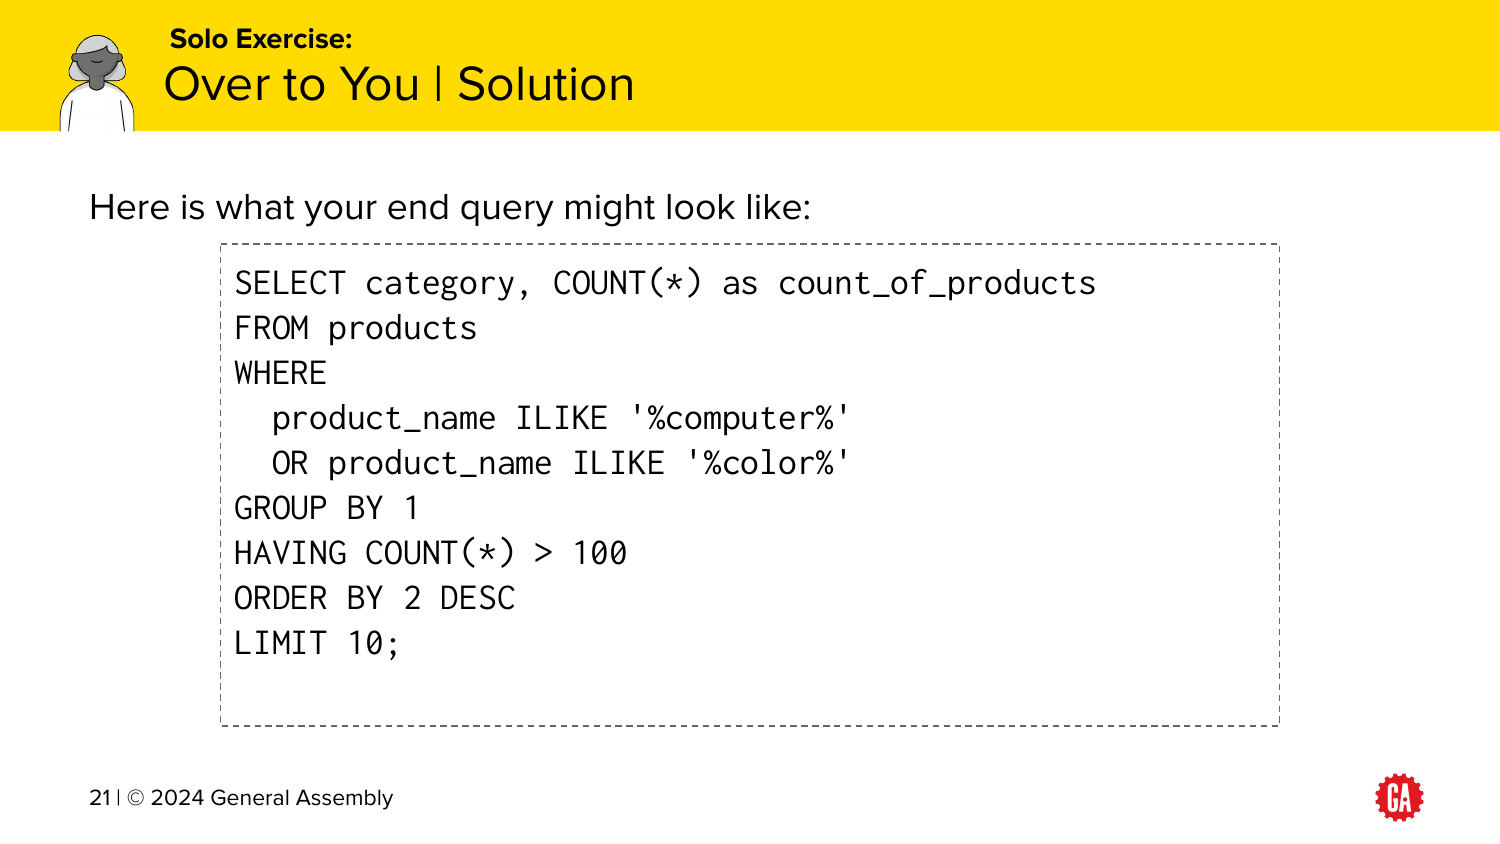 Solo Exercise:
Over to You | Solution
Here is what your end query might look like:
SELECT category, COUNT(*) as count_of_products
FROM products
WHERE
  product_name ILIKE '%computer%'
  OR product_name ILIKE '%color%'
GROUP BY 1
HAVING COUNT(*) > 100
ORDER BY 2 DESC
LIMIT 10;
21 | © 2024 General Assembly
GA